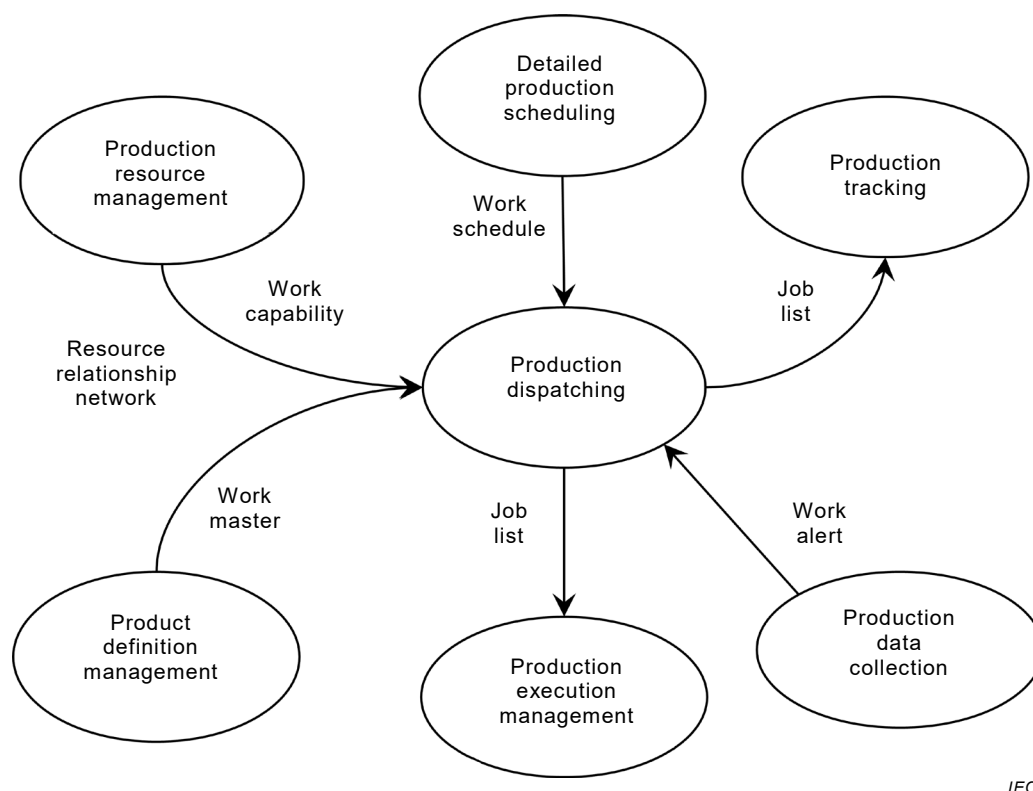 Detailed
production
scheduling
Production
resource
management
Production
tracking
Work
schedule
Work
capability
Job
list
Resource
relationship
network
Production
dispatching
Work
master
Job
list
Work
alert
Product
definition
management
Production
execution
management
Production
data
collection
IEC